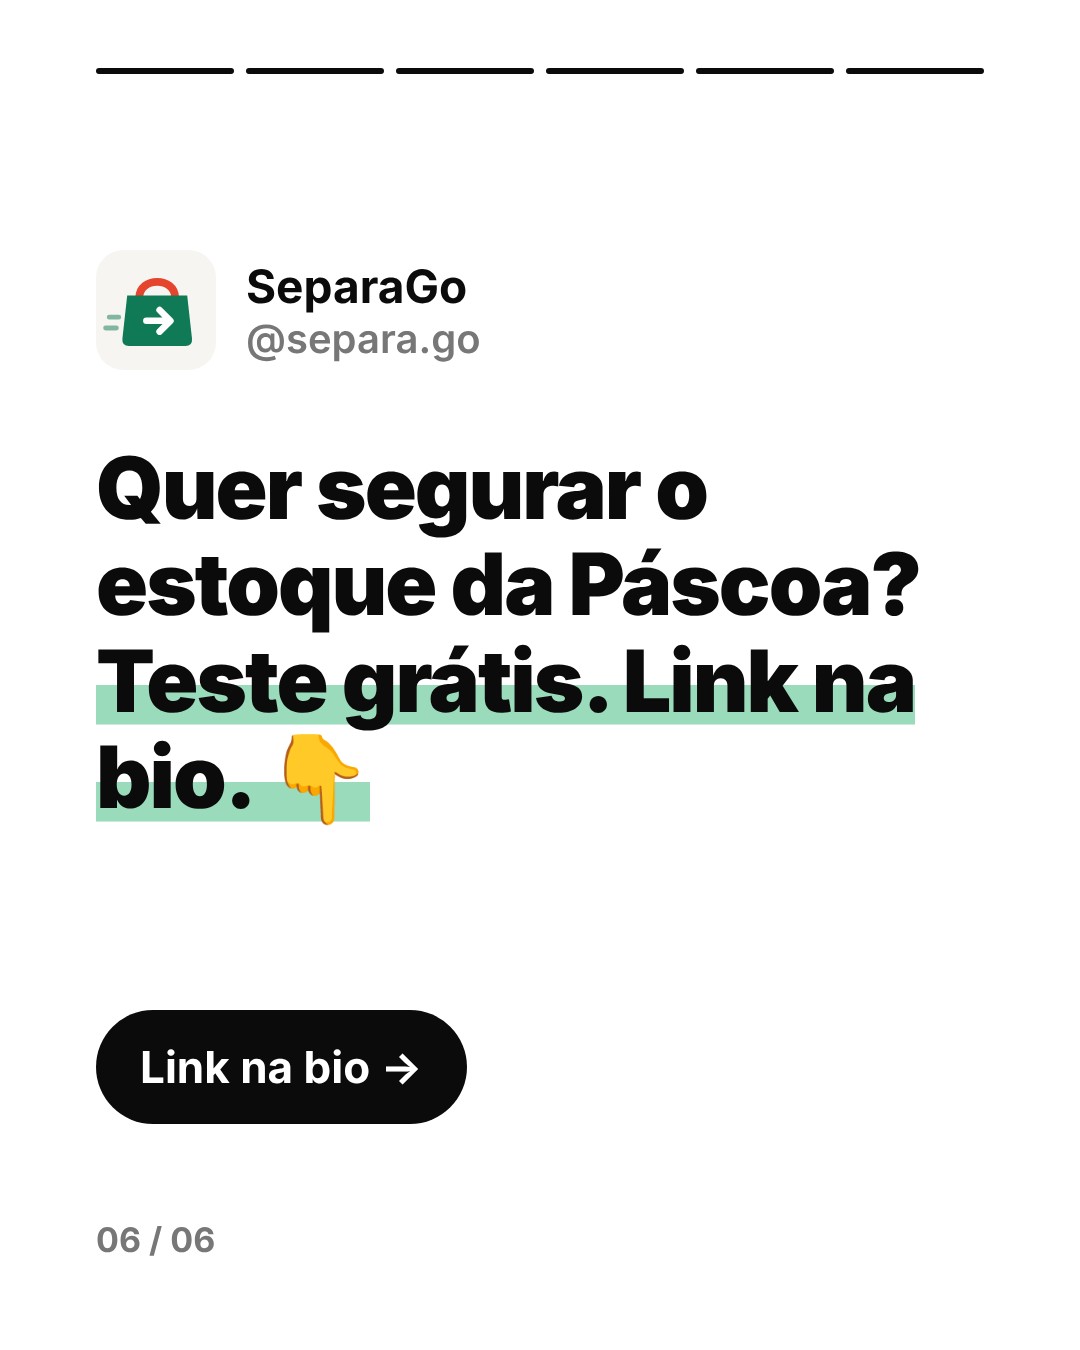 SeparaGo
@separa.go
Quer segurar o
estoque da Páscoa?
Teste grátis. Link na
bio. 👇
Link na bio →
06 / 06